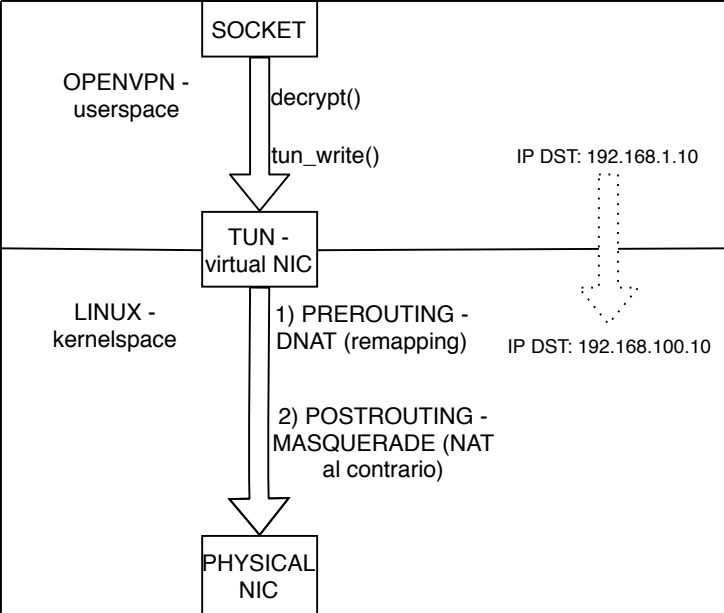 SOCKET
OPENVPN -
userspace
decrypt()
tun_write()
IP DST: 192.168.1.10
TUN -
virtual NIC
LINUX -
kernelspace
1) PREROUTING -
DNAT (remapping)
IP DST: 192.168.100.10
2) POSTROUTING -
MASQUERADE (NAT
al contrario)
PHYSICAL
NIC